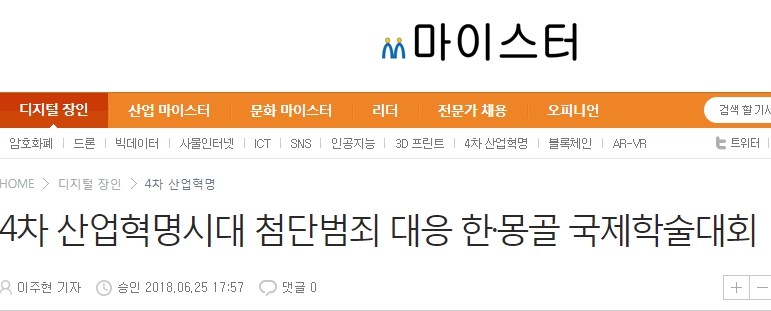 마이스터
디지털 장인 산업 마이스터 문화 마이스터 리더 전문가 채용 오피니언 검색 할 기사
암호화폐 드론 빅데이터 사물인터넷 ICT SNS 인공지능 3D 프린트 4차 산업혁명 블록체인 AR-VR 트위터
HOME > 디지털 장인 > 4차 산업혁명
4차 산업혁명시대 첨단범죄 대응 한·몽골 국제학술대회
이주현 기자 승인 2018.06.25 17:57 댓글 0